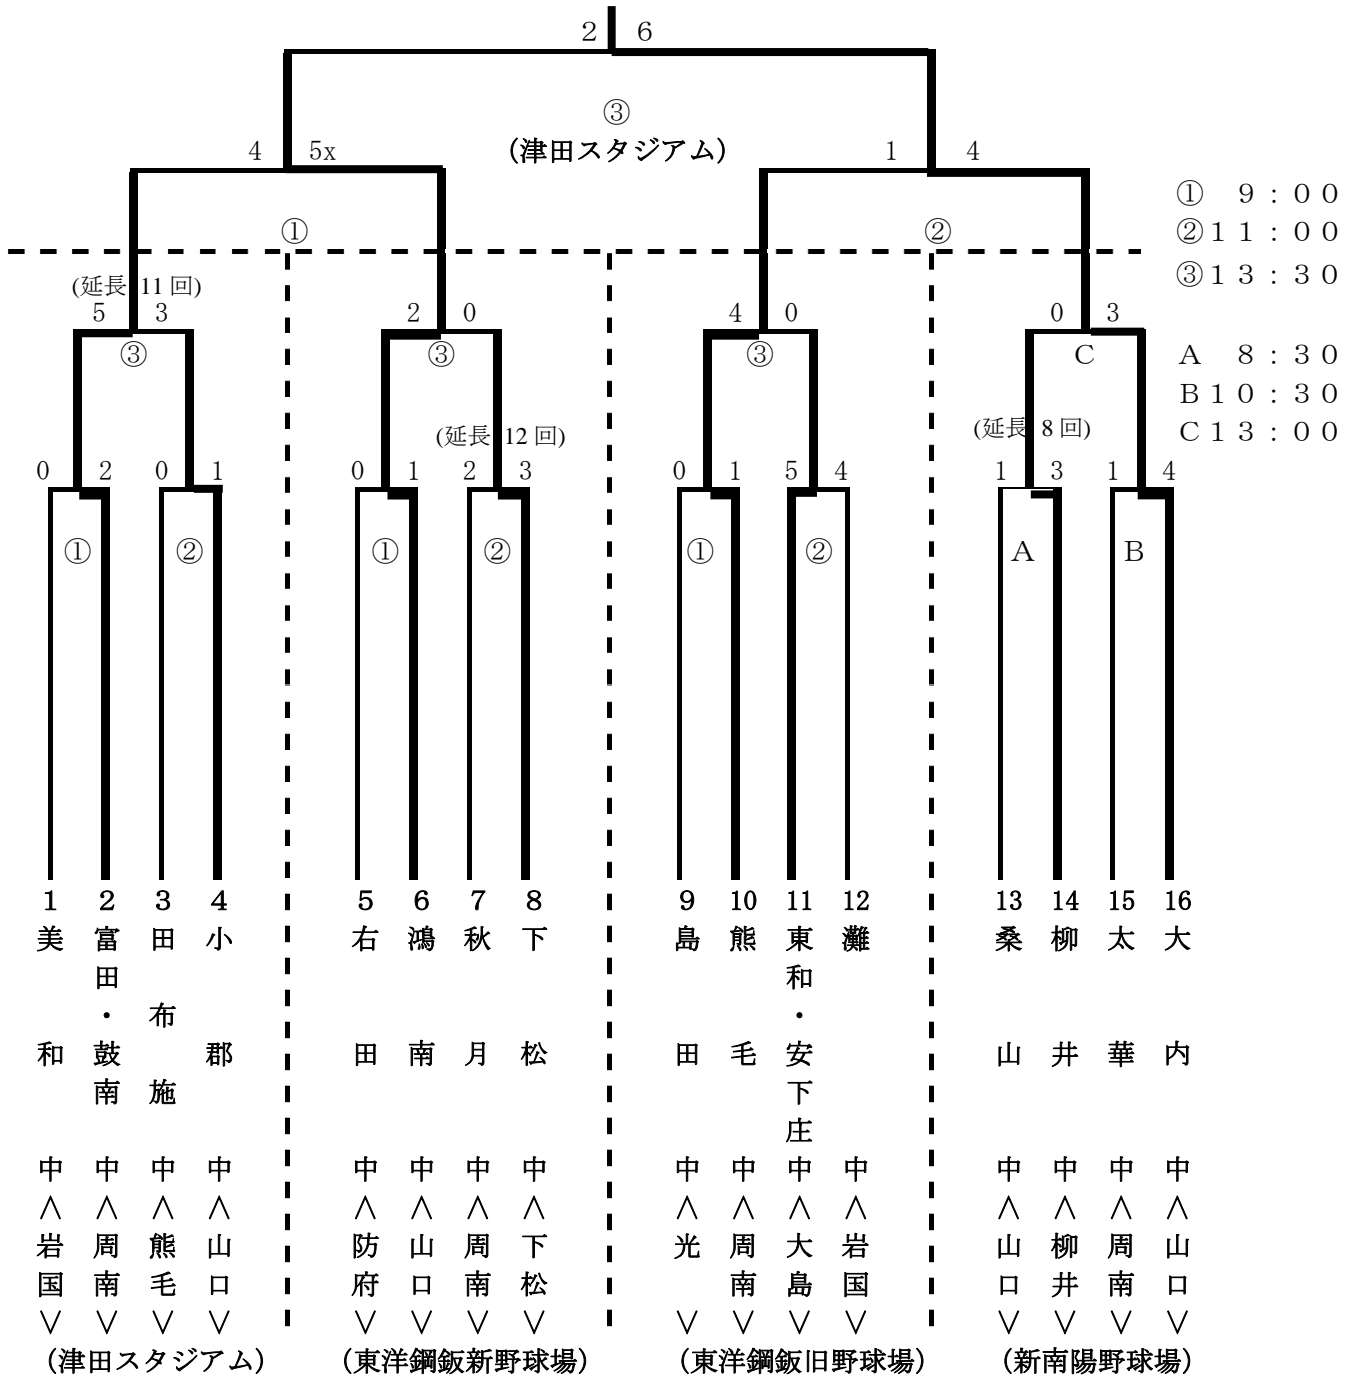 2 6
③
(津田スタジアム)
4 5x
1 4
① 9:00
②11:00
③13:30
A 8:30
B10:30
C13:00
①
②
(延長 11回)
5 3
③
2 0
③
4 0
③
0 3
C
(延長 12回)
(延長 8回)
0 2 0 1
0 1 2 3
0 1 5 4
1 3 1 4
① ②
① ②
① ②
A B
1 美和中<岩国>
2 富田・鼓南中<周南>
3 田布施中<熊毛>
4 小郡中<山口>
5 右田中<防府>
6 鴻南中<山口>
7 秋月中<周南>
8 下松中<下松>
9 島田中<光>
10 熊毛中<周南>
11 東和・安下庄中<大島>
12 灘中<岩国>
13 桑山中<山口>
14 柳井中<柳井>
15 太華中<周南>
16 大内中<山口>
(津田スタジアム)
(東洋鋼鈑新野球場)
(東洋鋼鈑旧野球場)
(新南陽野球場)